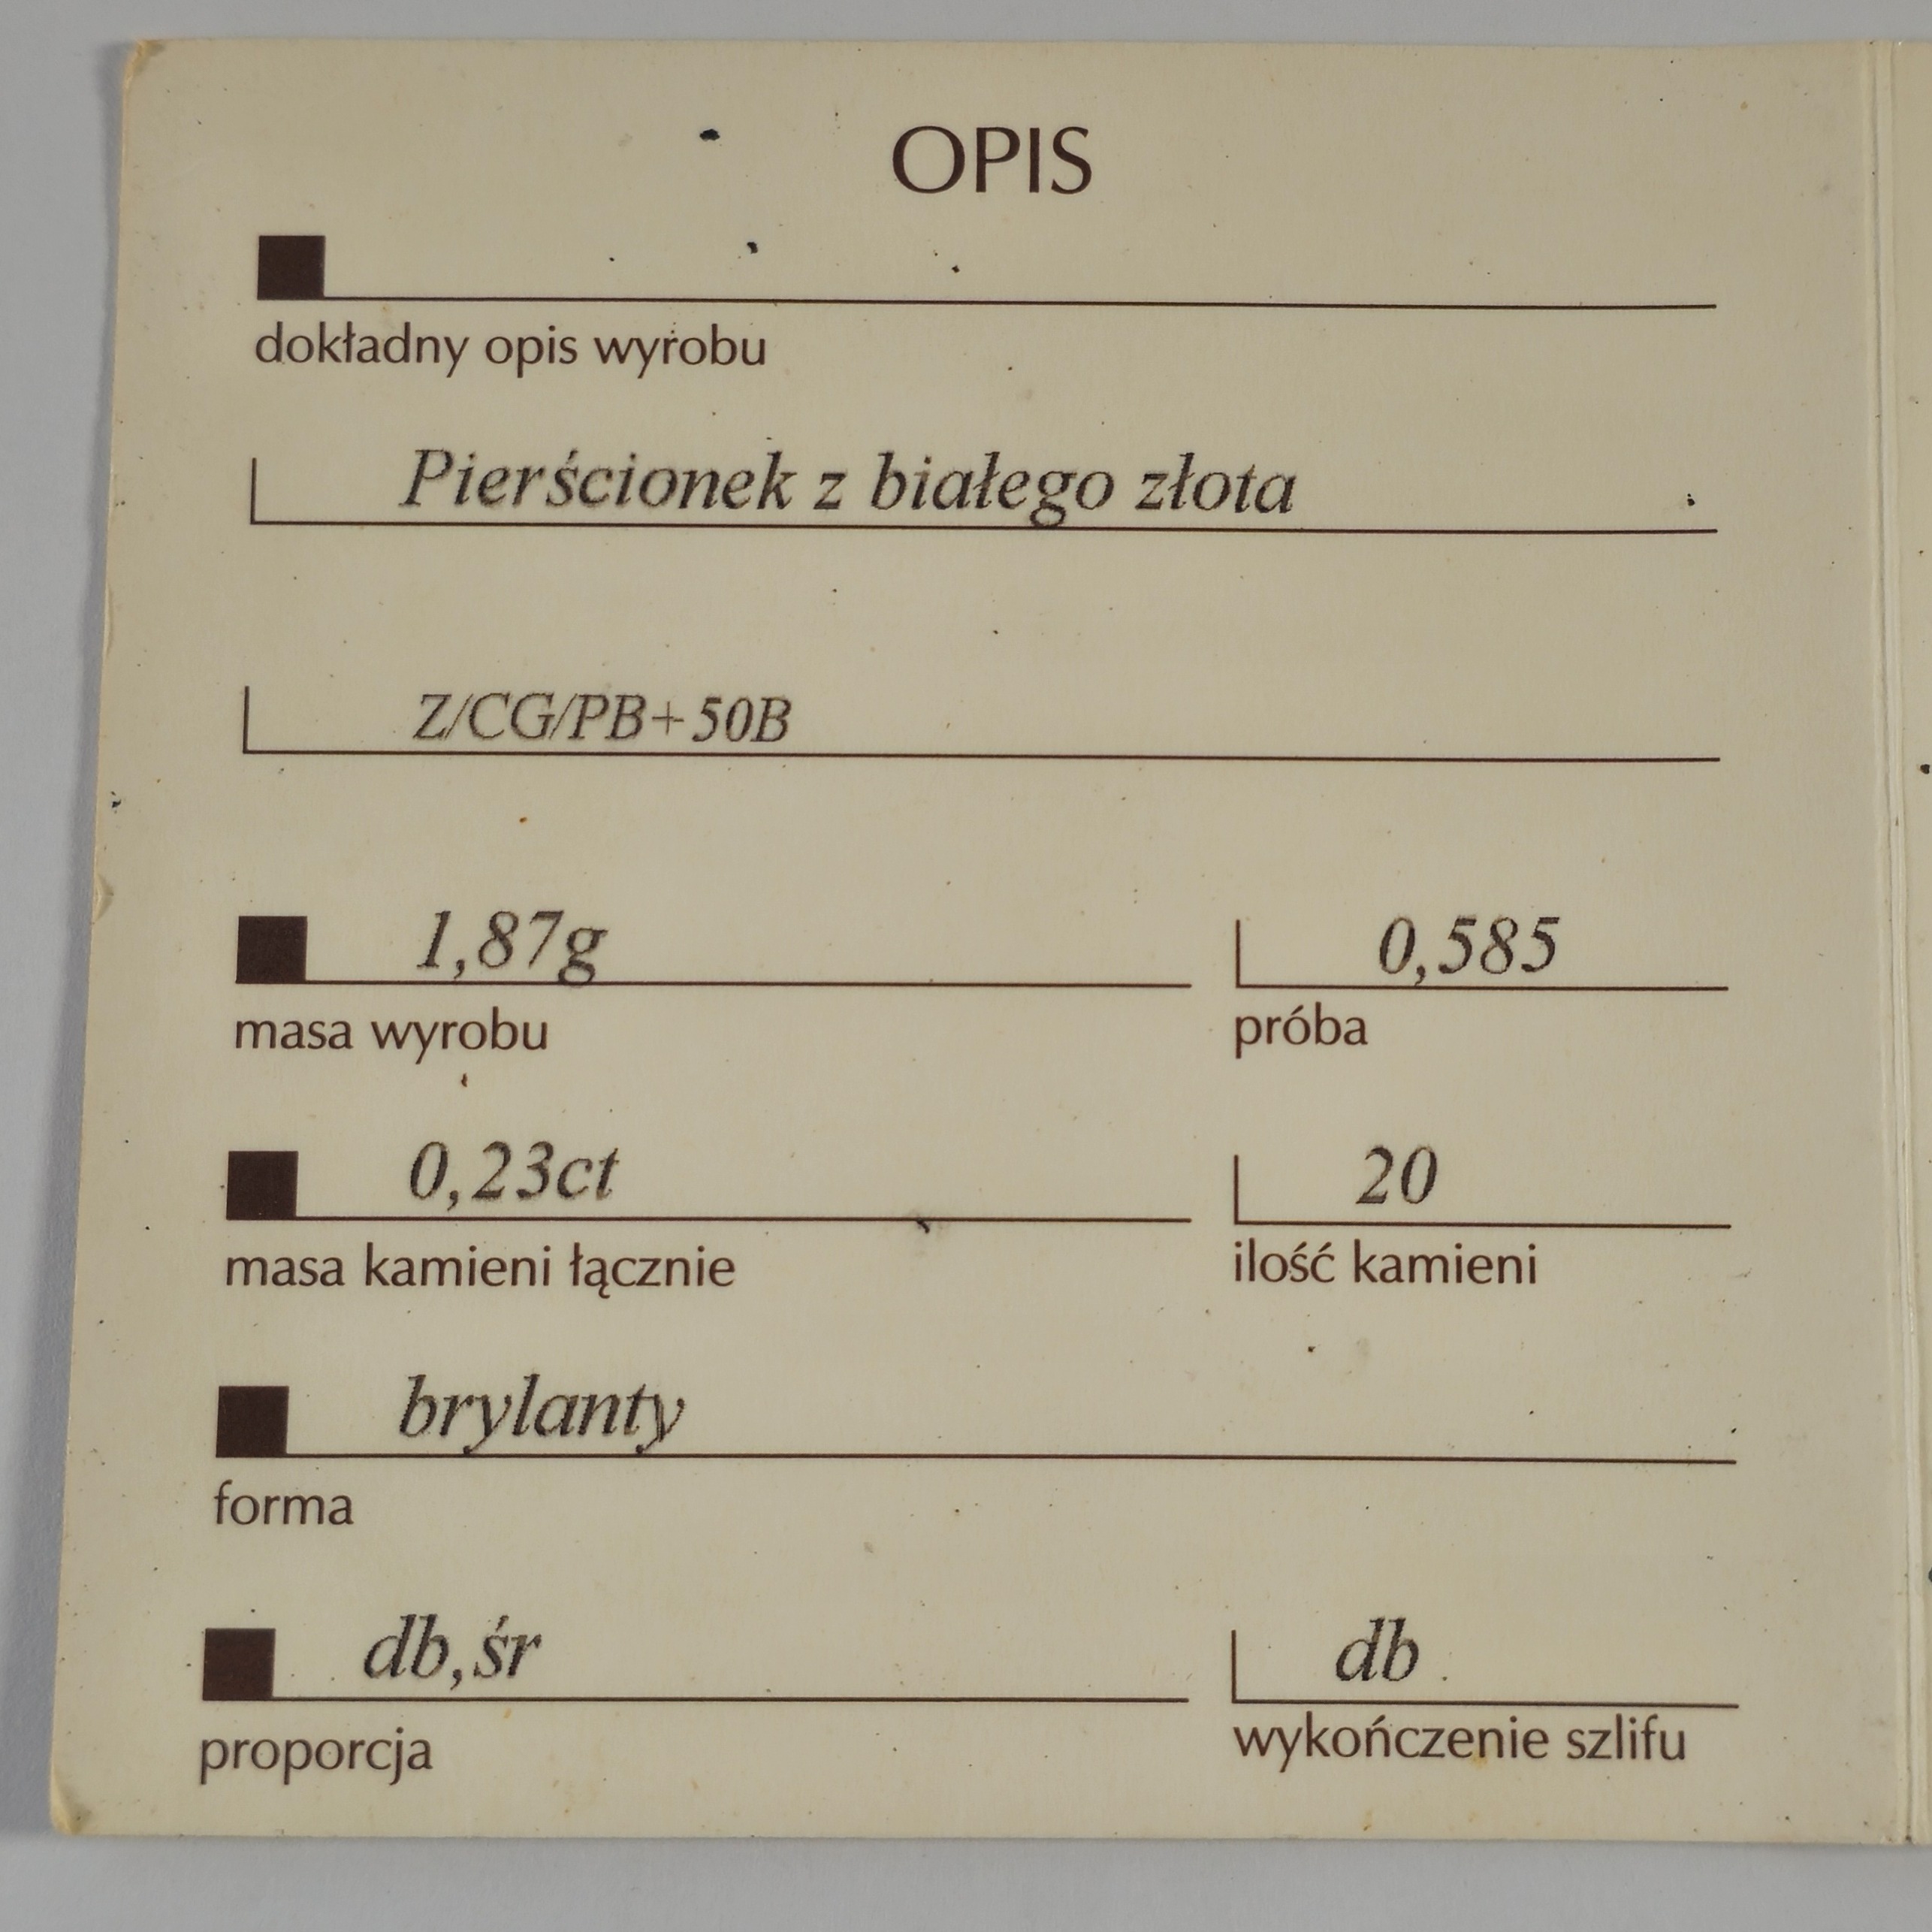 OPIS
dokładny opis wyrobu
Pierścionek z białego złota
Z/CG/PB+50B
1,87g 0,585
masa wyrobu próba
0,23ct 20
masa kamieni łącznie ilość kamieni
brylanty
forma
db,śr db
proporcja wykończenie szlifu